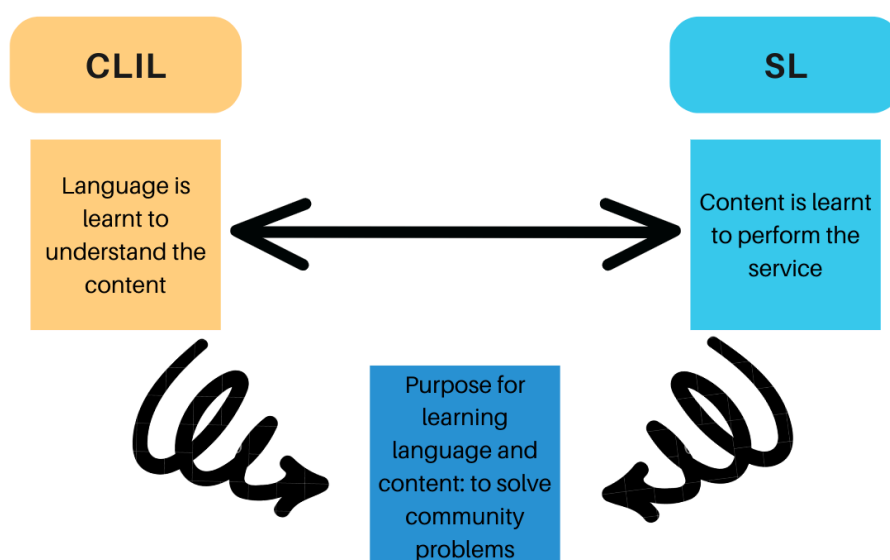 CLIL
SL
Language is
learnt to
understand the
content
Content is learnt
to perform the
service
Purpose for
learning
language and
content: to solve
community
problems